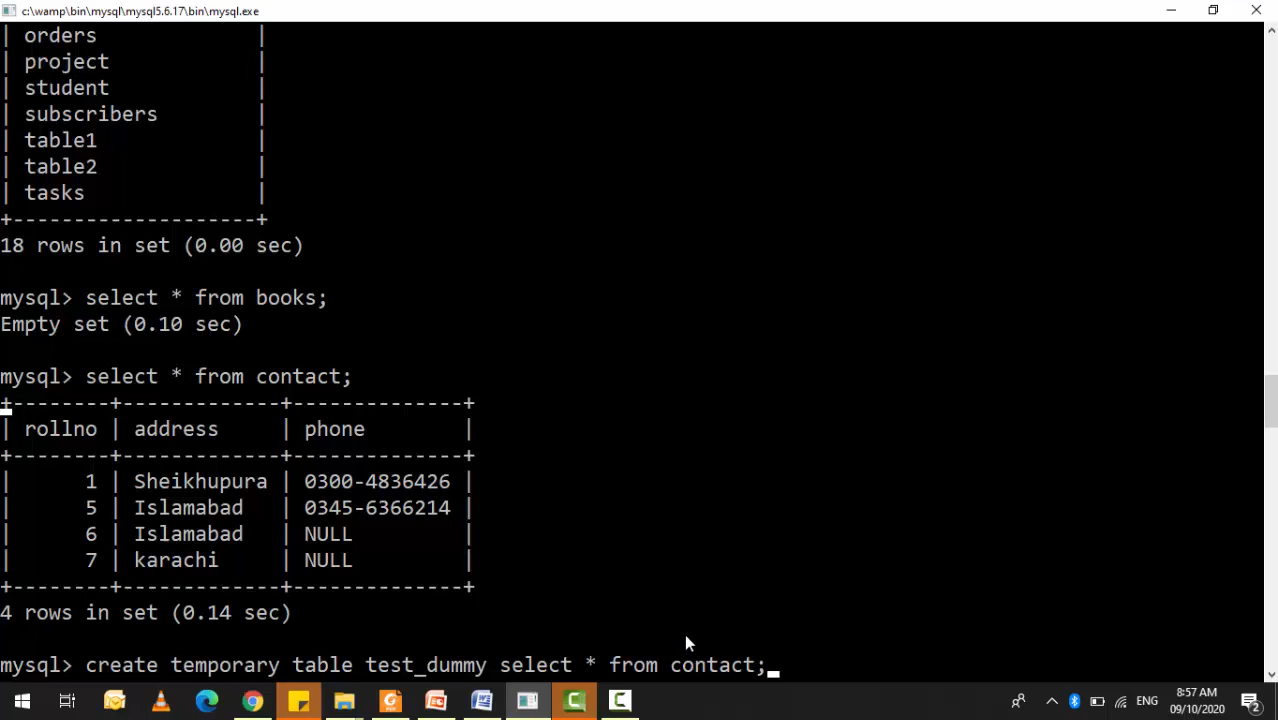 c:\wamp\bin\mysql\mysql5.6.17\bin\mysql.exe
| orders             |
| project            |
| student            |
| subscribers        |
| table1             |
| table2             |
| tasks              |
+--------------------+
18 rows in set (0.00 sec)
mysql> select * from books;
Empty set (0.10 sec)
mysql> select * from contact;
+--------+-------------+--------------+
| rollno | address     | phone        |
+--------+-------------+--------------+
|      1 | Sheikhupura | 0300-4836426 |
|      5 | Islamabad   | 0345-6366214 |
|      6 | Islamabad   | NULL         |
|      7 | karachi     | NULL         |
+--------+-------------+--------------+
4 rows in set (0.14 sec)
mysql> create temporary table test_dummy select * from contact;
ENG
8:57 AM
09/10/2020
2